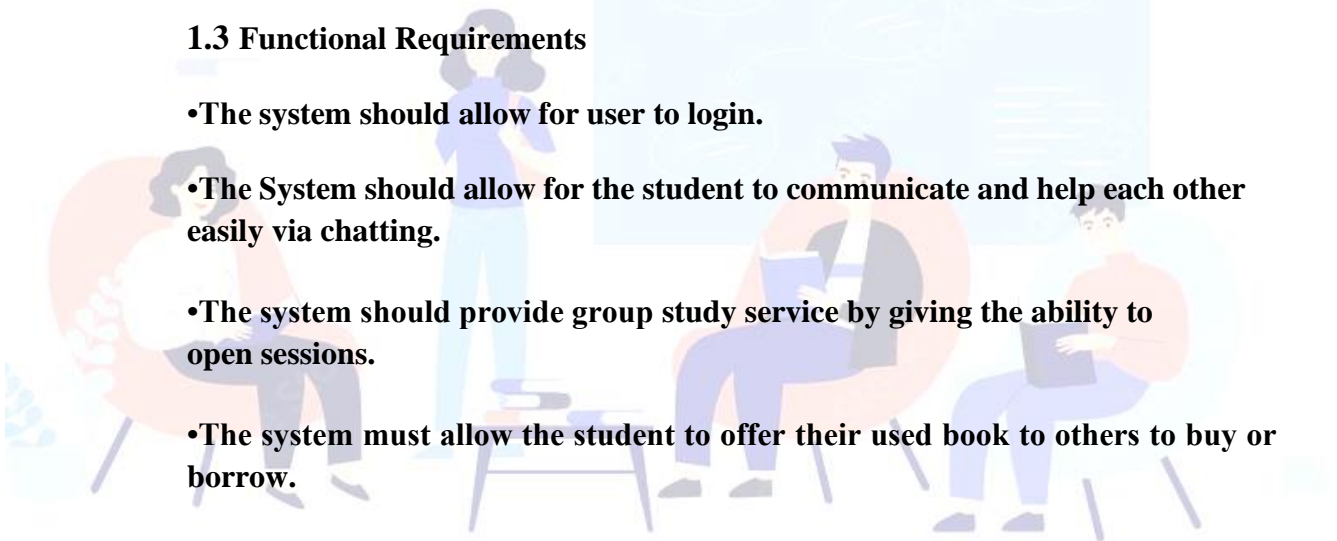 1.3 Functional Requirements
•The system should allow for user to login.
•The System should allow for the student to communicate and help each other
easily via chatting.
•The system should provide group study service by giving the ability to
open sessions.
•The system must allow the student to offer their used book to others to buy or
borrow.